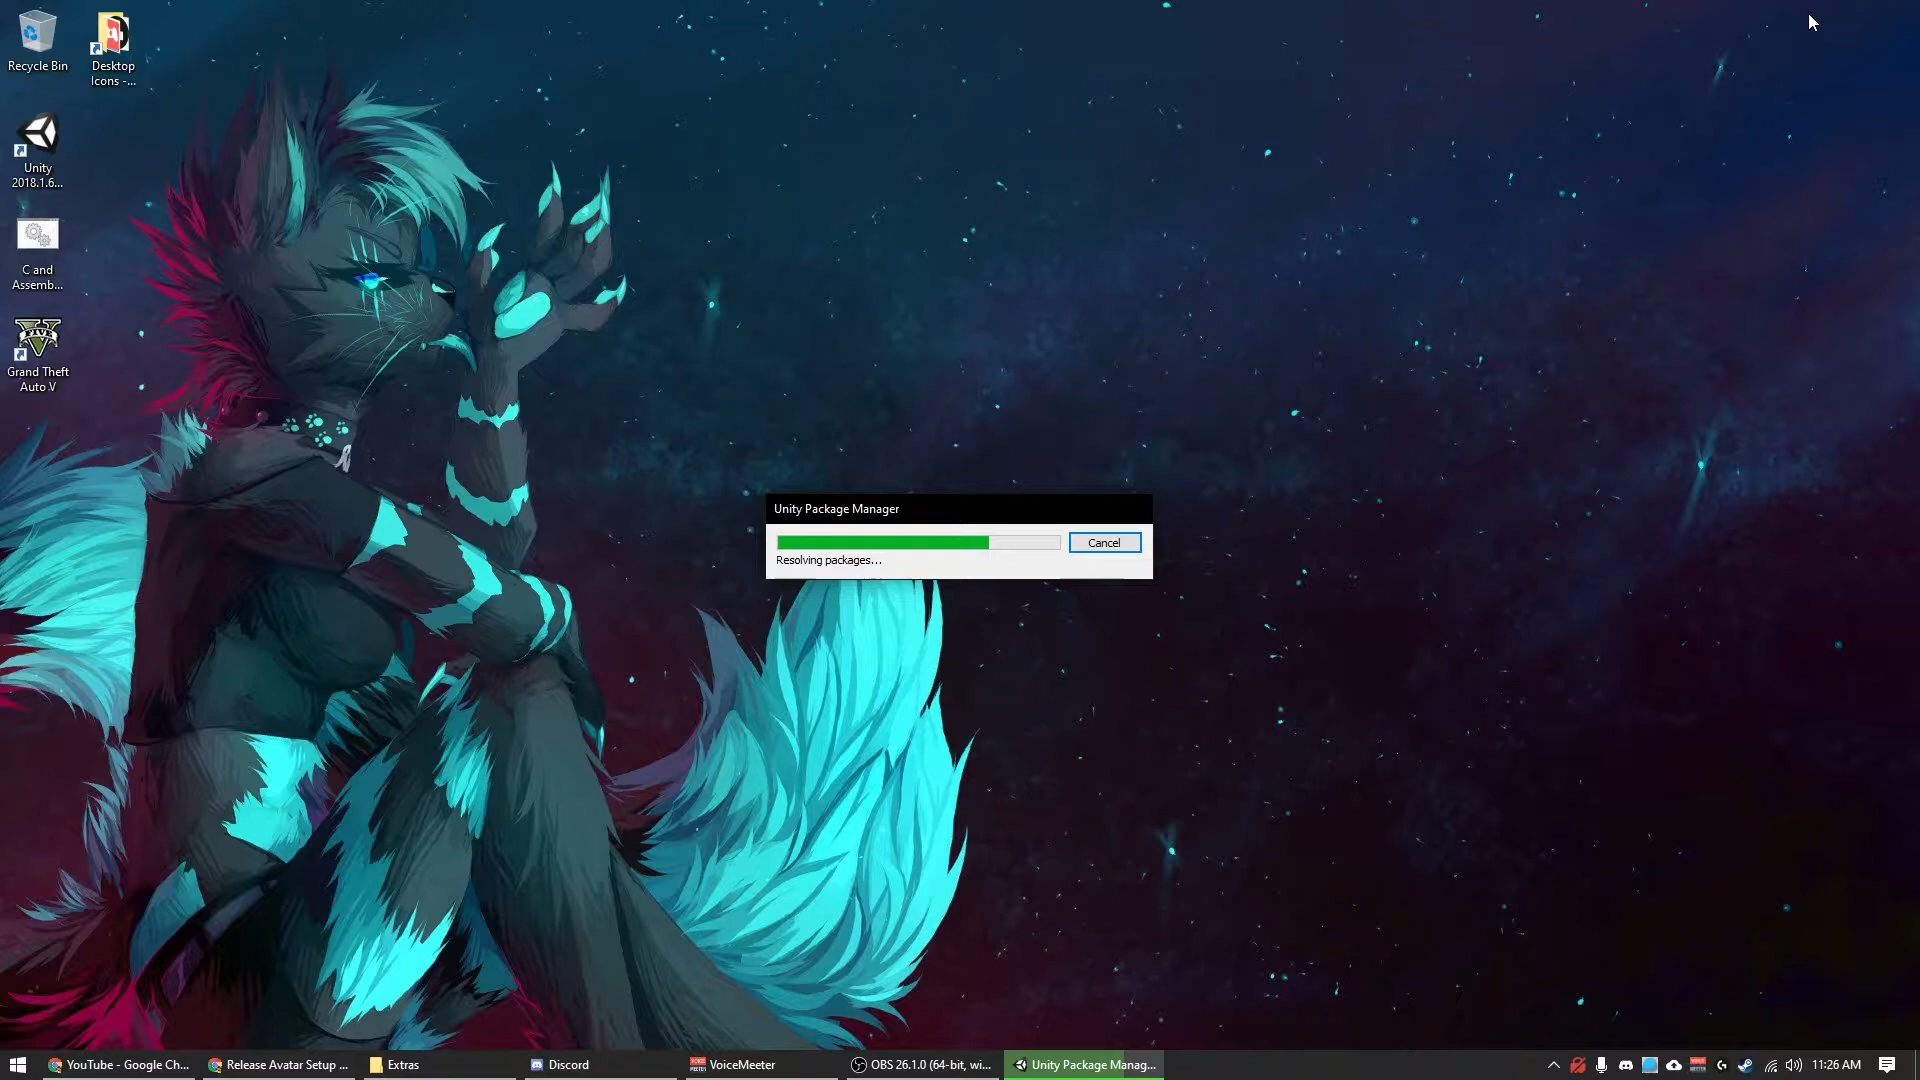 Recycle Bin
Desktop
Icons -...
Unity
2018.1.6...
C and
Assemb...
FIVE
Grand Theft
Auto V
Unity Package Manager
Cancel
Resolving packages...
YouTube - Google Ch...
Release Avatar Setup ...
Extras
Discord
VoiceMeeter
OBS 26.1.0 (64-bit, wi...
Unity Package Manag...
11:26 AM